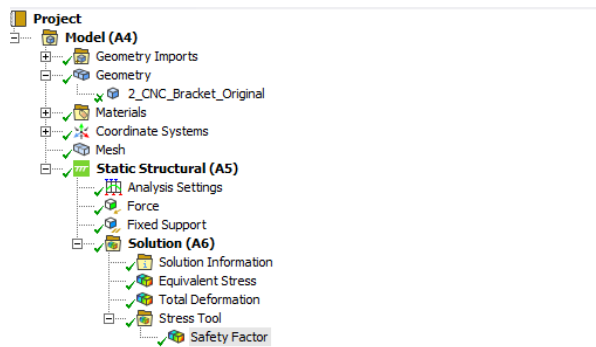 Project
Model (A4)
Geometry Imports
Geometry
2_CNC_Bracket_Original
Materials
Coordinate Systems
Mesh
Static Structural (A5)
Analysis Settings
Force
Fixed Support
Solution (A6)
Solution Information
Equivalent Stress
Total Deformation
Stress Tool
Safety Factor